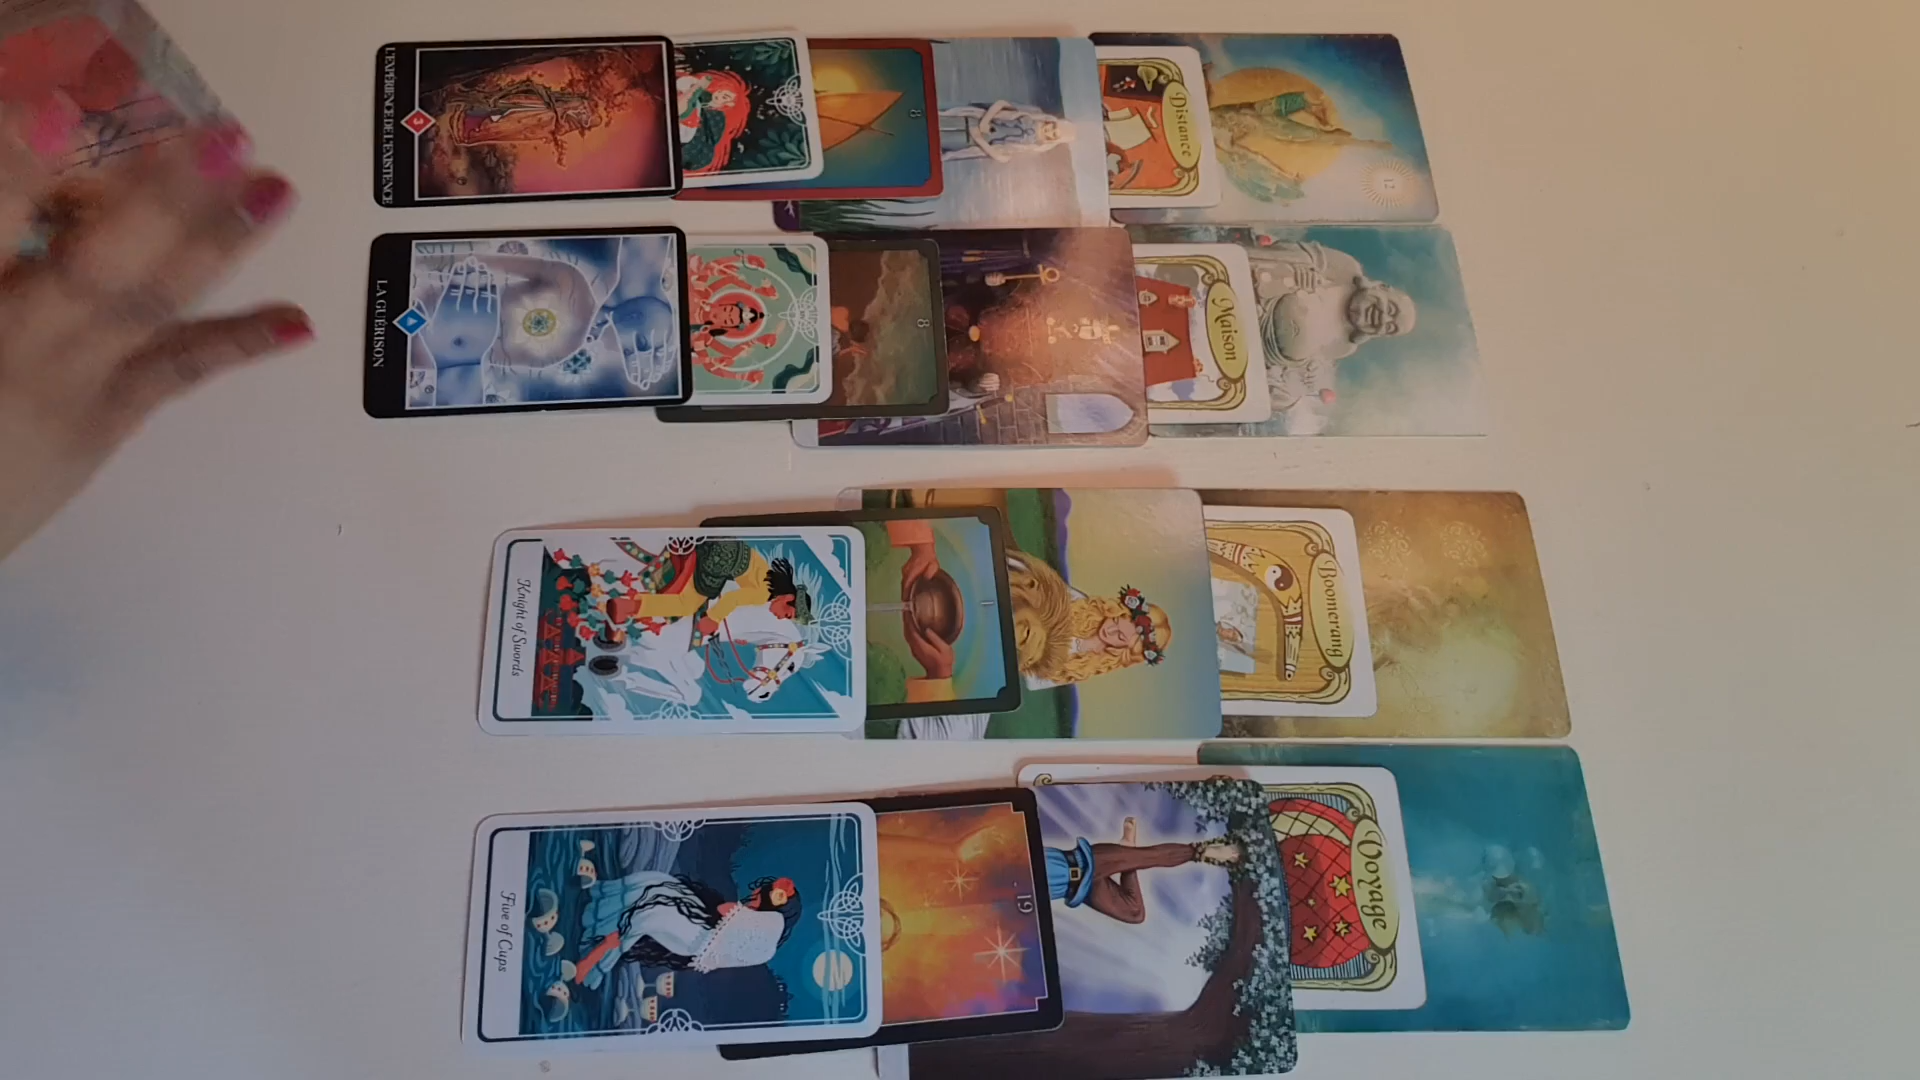 L'EXPÉRIENCE DE L'EXISTENCE
3
8
Distance
12
LA GUÉRISON
8
Maison
Knight of Swords
1
Boomerang
Five of Cups
19
Voyage